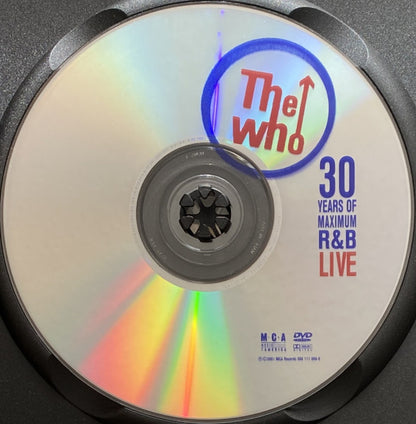 The
Who
30
YEARS OF
MAXIMUM
R&B
LIVE
MCA DVD